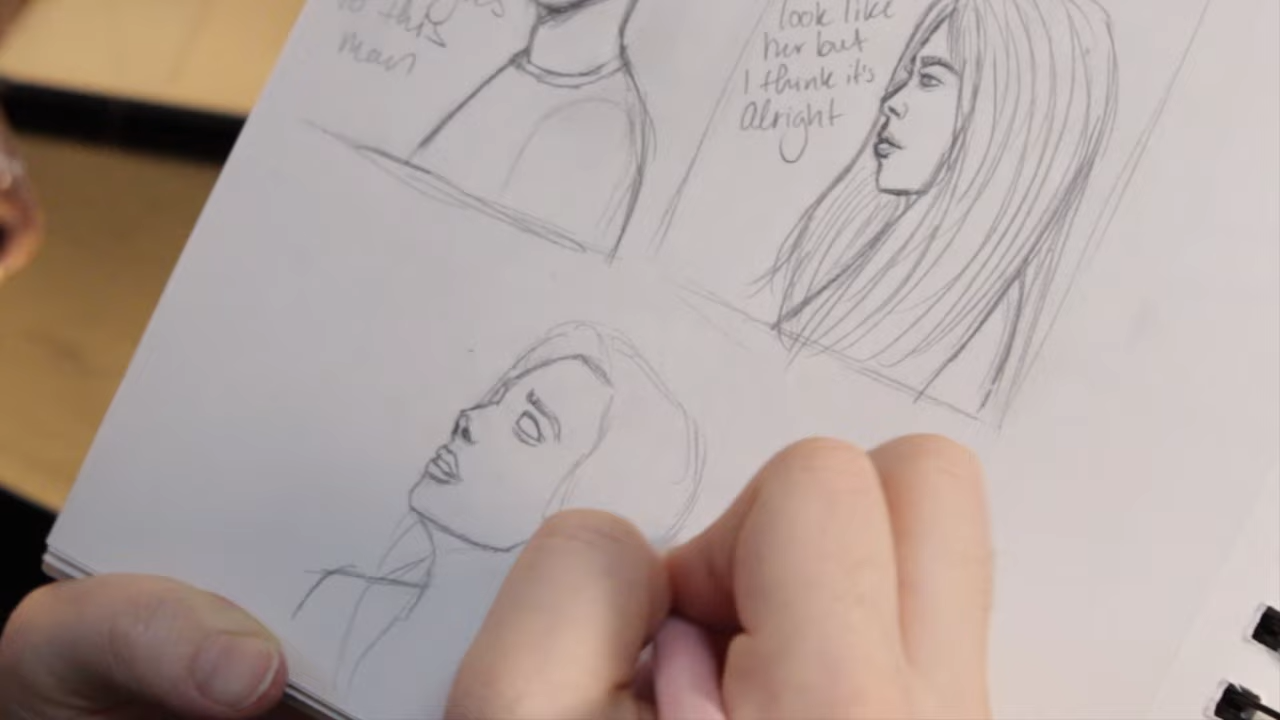 to this
man
look like
her but
I think it's
Alright